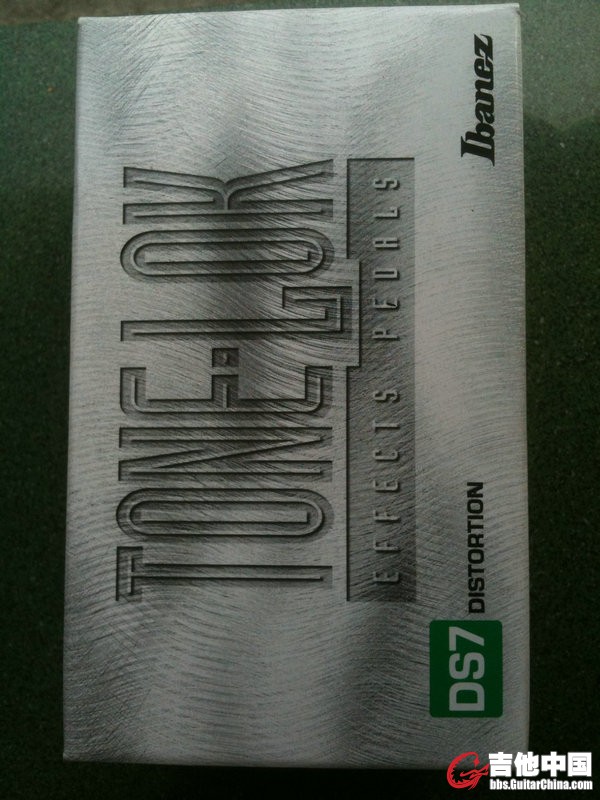 TONE-LOK
EFFECTS PEDALS
DS7 DISTORTION
Ibanez
吉他中国
bbs.GuitarChina.com